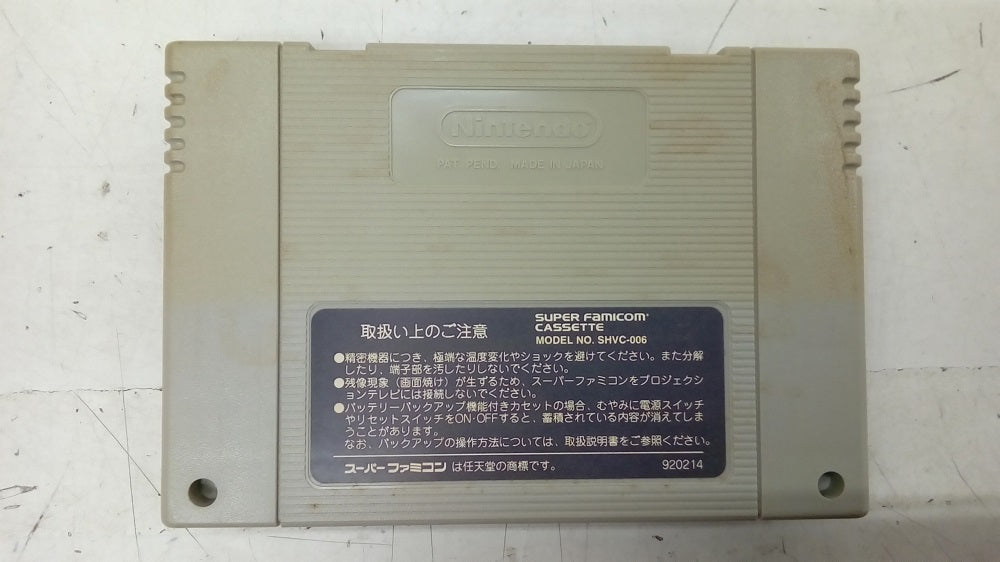 Nintendo
PAT. PEND. MADE IN JAPAN
取扱い上のご注意
SUPER FAMICOM®
CASSETTE
MODEL NO. SHVC-006
●精密機器につき、極端な温度変化やショックを避けてください。また分解
したり、端子部を汚したりしないでください。
●残像現象（画面焼け）が生ずるため、スーパーファミコンをプロジェクシ
ョンテレビには接続しないでください。
●バッテリーバックアップ機能付きカセットの場合、むやみに電源スイッチ
やリセットスイッチをON・OFFすると、蓄積されている内容が消えてしま
うことがあります。
なお、バックアップの操作方法については、取扱説明書をご参照ください。
スーパーファミコン は任天堂の商標です。
920214